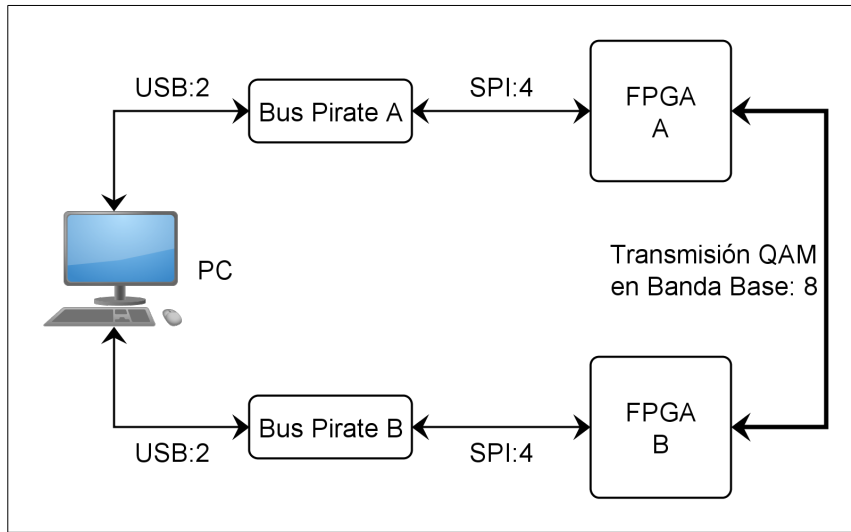 USB:2
Bus Pirate A
SPI:4
FPGA
A
PC
Transmisión QAM
en Banda Base: 8
USB:2
Bus Pirate B
SPI:4
FPGA
B